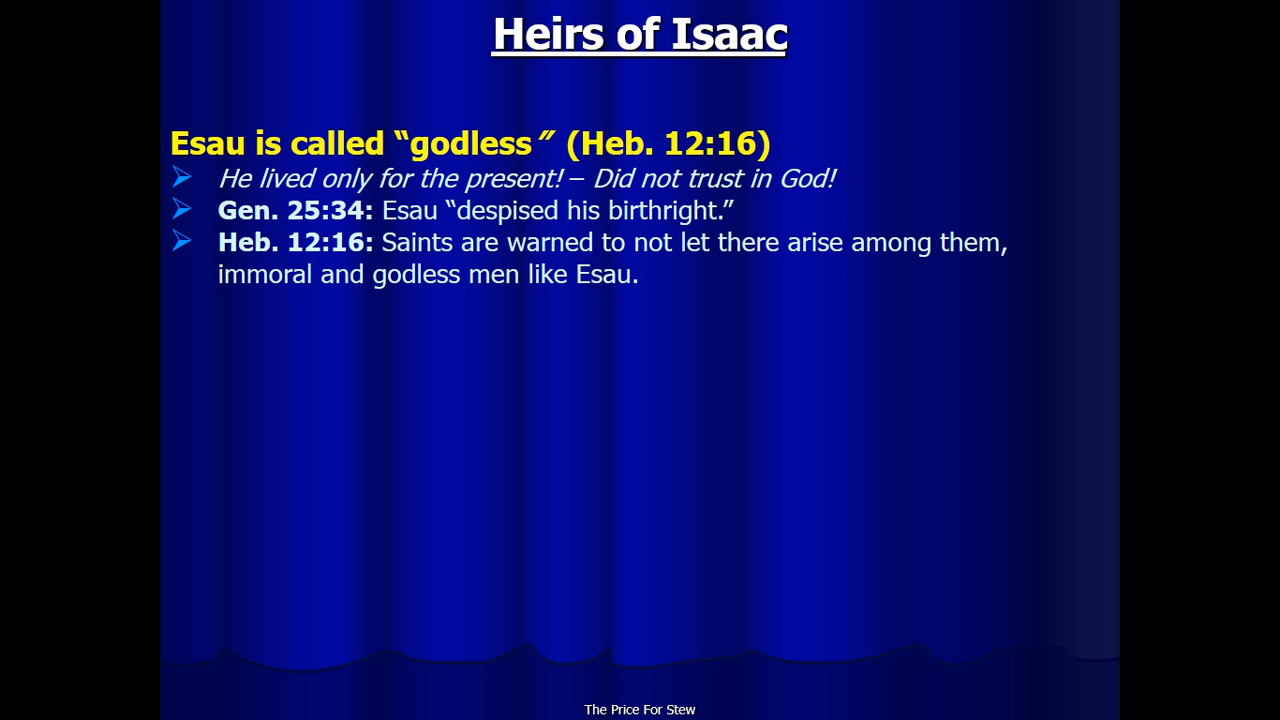 Heirs of Isaac
Esau is called “godless” (Heb. 12:16)
He lived only for the present! – Did not trust in God!
Gen. 25:34: Esau “despised his birthright.”
Heb. 12:16: Saints are warned to not let there arise among them,
immoral and godless men like Esau.
The Price For Stew